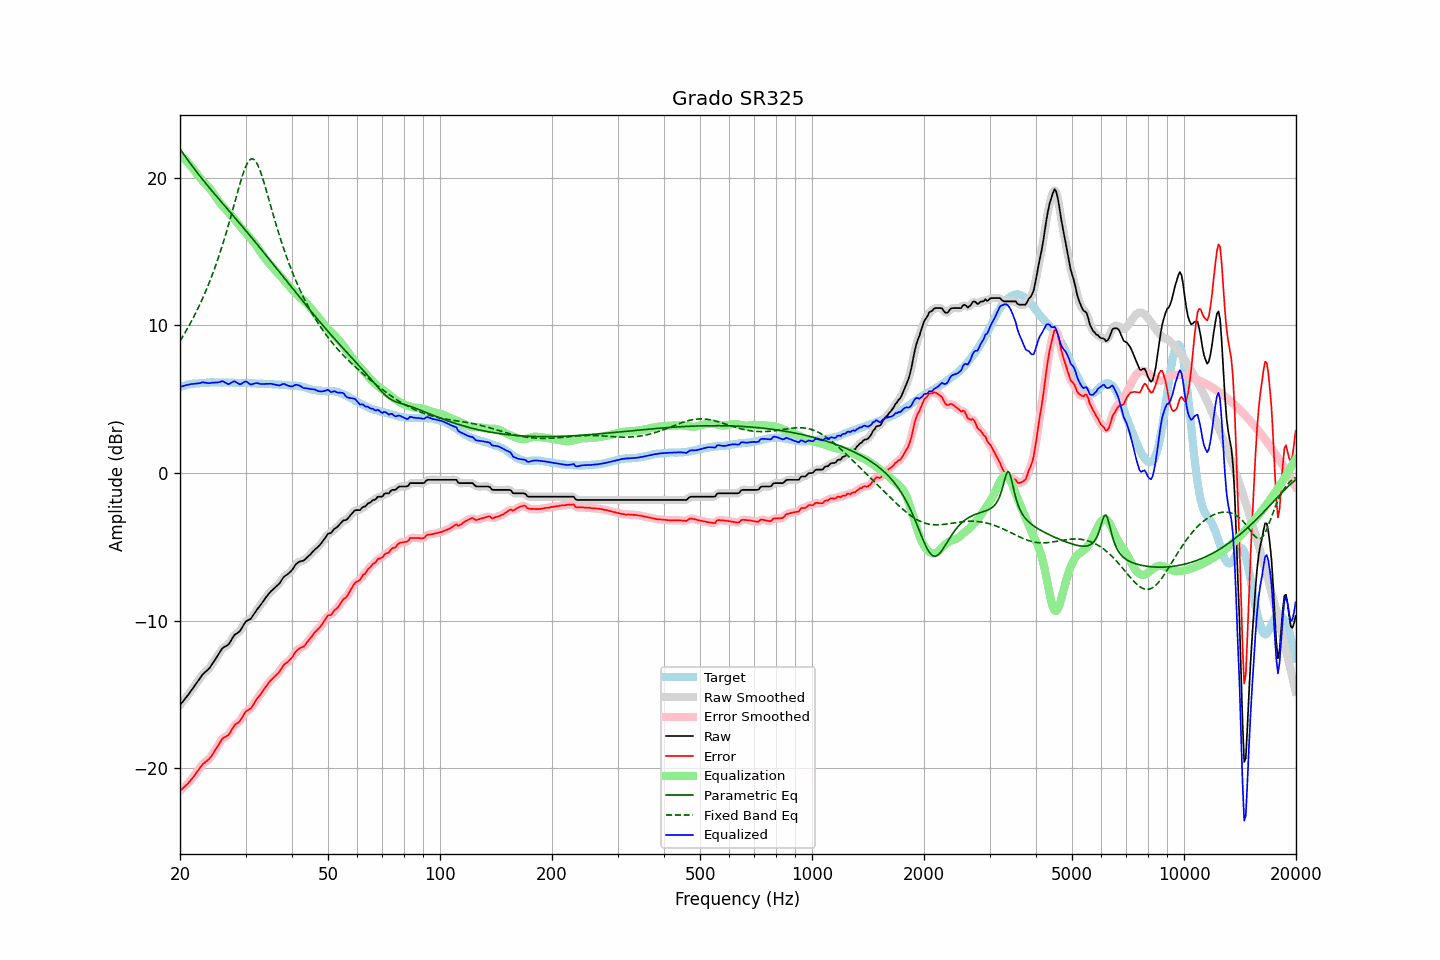 Grado SR325
Amplitude (dBr)
20
10
0
−10
−20
Target
Raw Smoothed
Error Smoothed
Raw
Error
Equalization
Parametric Eq
Fixed Band Eq
Equalized
20 50 100 200 500 1000 2000 5000 10000 20000
Frequency (Hz)